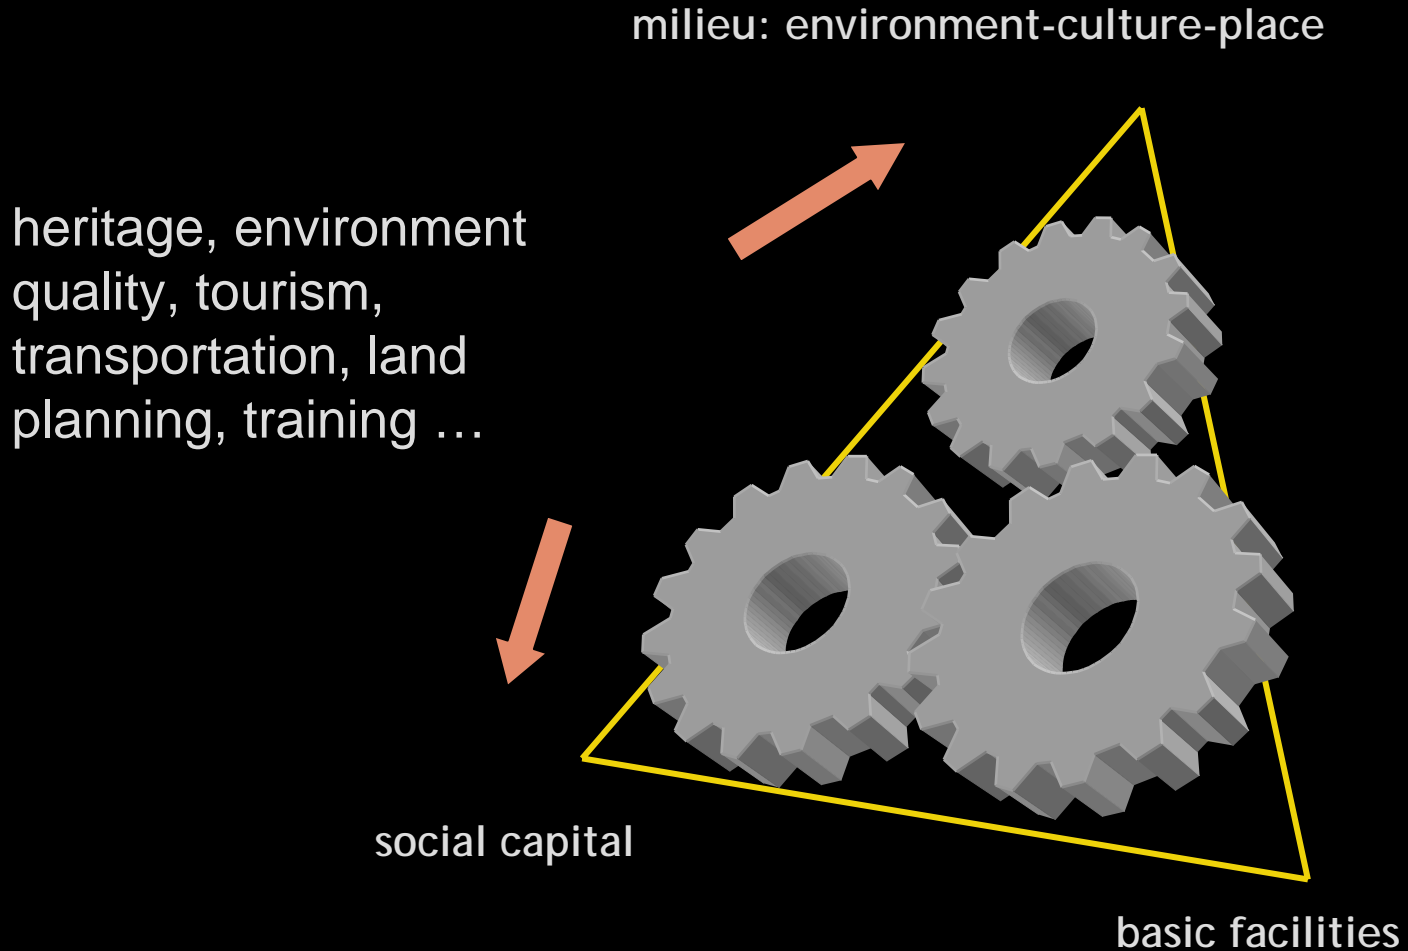 milieu: environment-culture-place
heritage, environment
quality, tourism,
transportation, land
planning, training …
social capital
basic facilities